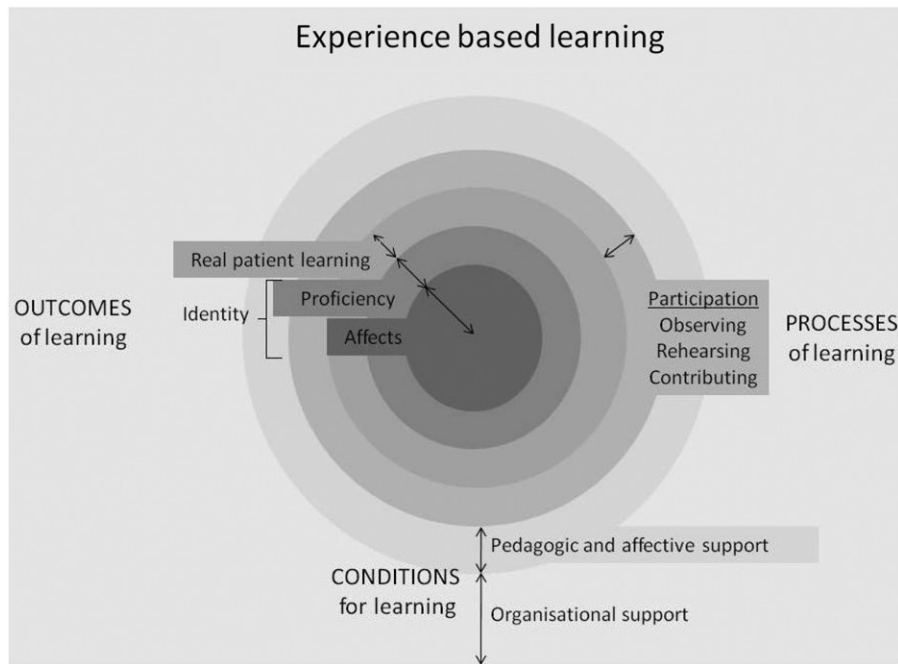 Experience based learning
Real patient learning
Proficiency
Identity
Affects
OUTCOMES
of learning
Participation
Observing
Rehearsing
Contributing
PROCESSES
of learning
Pedagogic and affective support
CONDITIONS
for learning
Organisational support